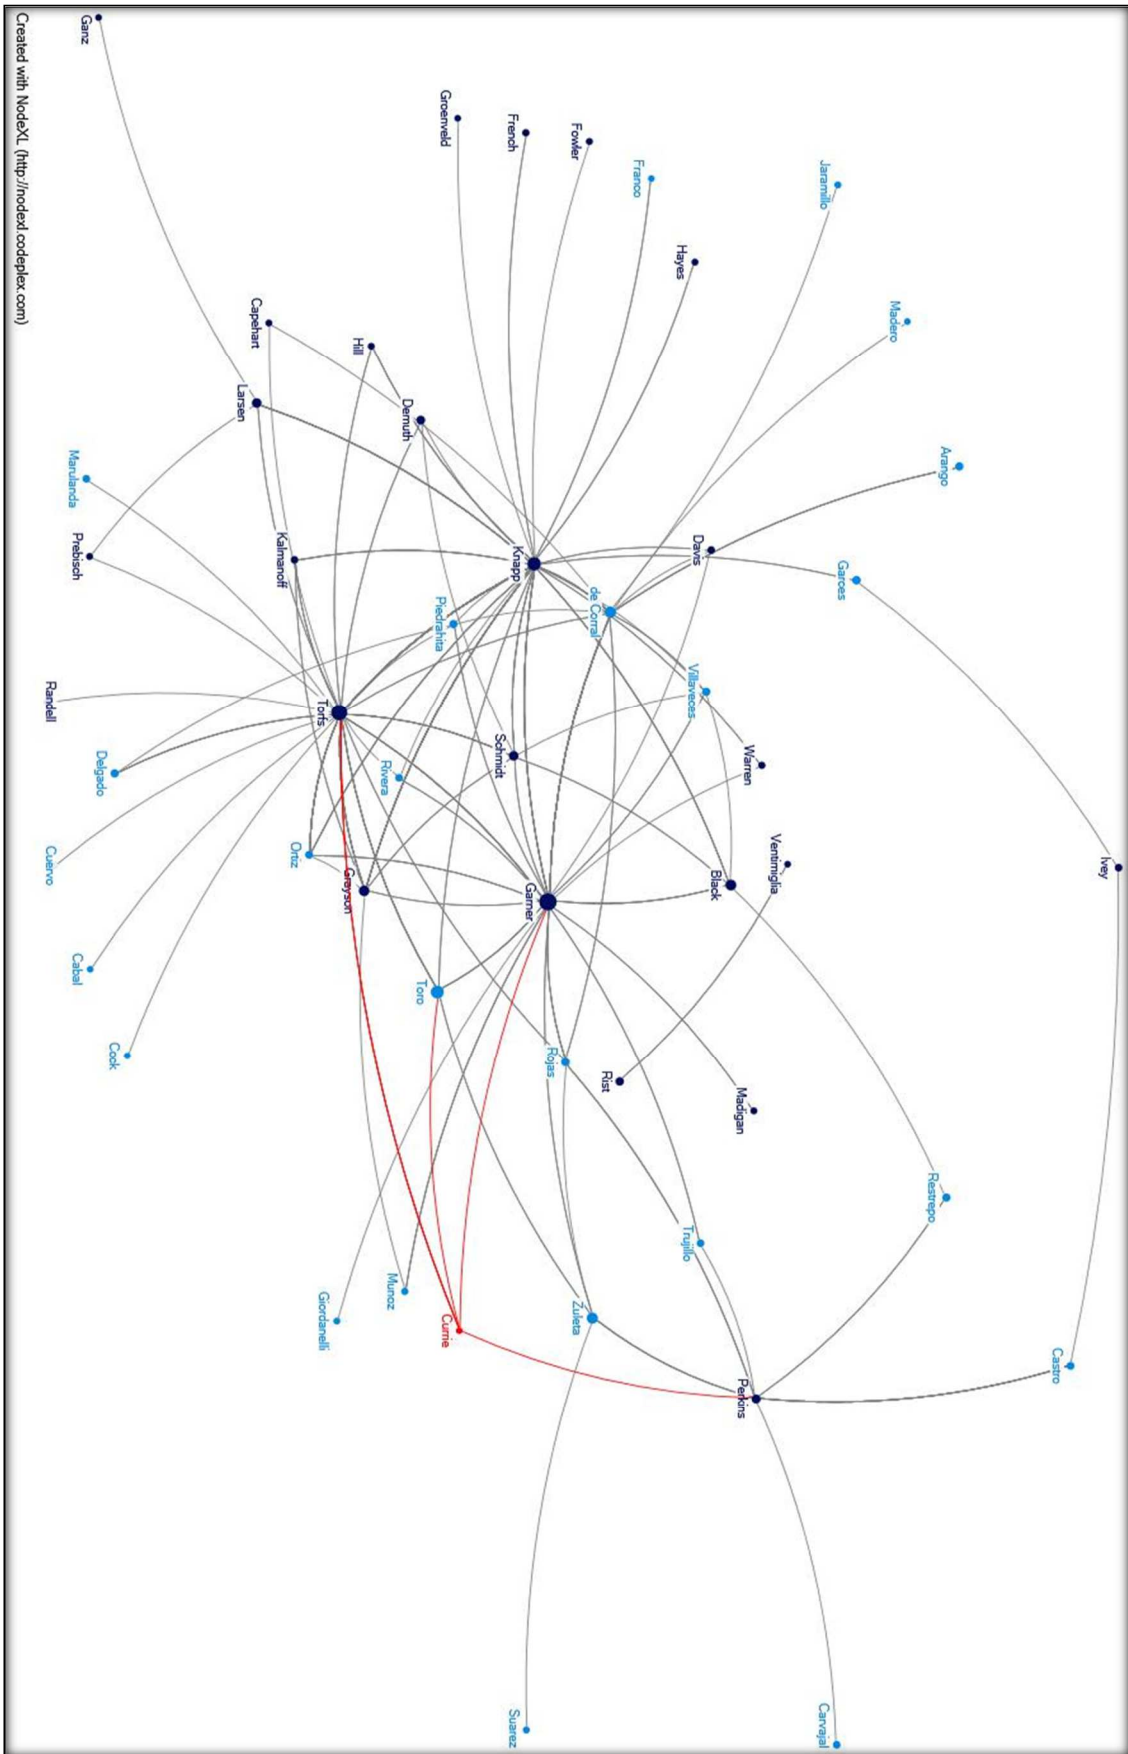 Ivey
Castro
Arango
Restrepo
Madero
Garces
Jaramillo
Carvajal
Ventimiglia
Warren
Madigan
Perkins
Davis
Black
Villaveces
Hayes
Trujillo
Franco
de Corral
Rist
Zuleta
Fowler
Knapp
Garner
Rojas
French
Schmidt
Suarez
Groenveld
Currie
Piedrahita
Toro
Demuth
Rivera
Munoz
Hill
Grayson
Torfs
Giordanelli
Kalmanoff
Ortiz
Capehart
Larsen
Cook
Delgado
Ganz
Prebisch
Cabal
Marulanda
Randell
Cuervo
Created with NodeXL (http://nodexl.codeplex.com)